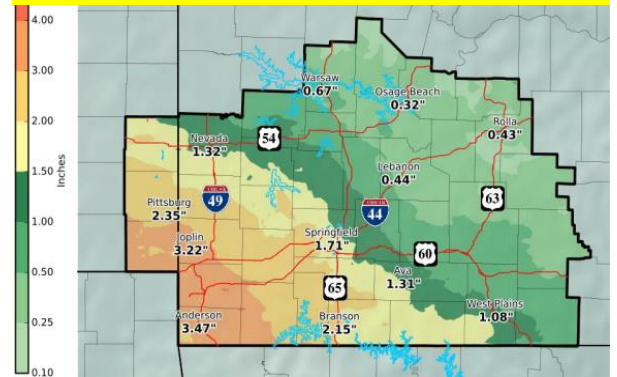 4.00
3.00
2.00
1.50
1.00
0.50
0.25
0.10
Inches
Warsaw
0.67"
Osage Beach
0.32"
Rolla
0.43"
Nevada
1.32"
54
Lebanon
0.44"
63
Pittsburg
2.35"
49
44
Joplin
3.22"
Springfield
1.71"
60
Ava
1.31"
65
West Plains
1.08"
Anderson
3.47"
Branson
2.15"